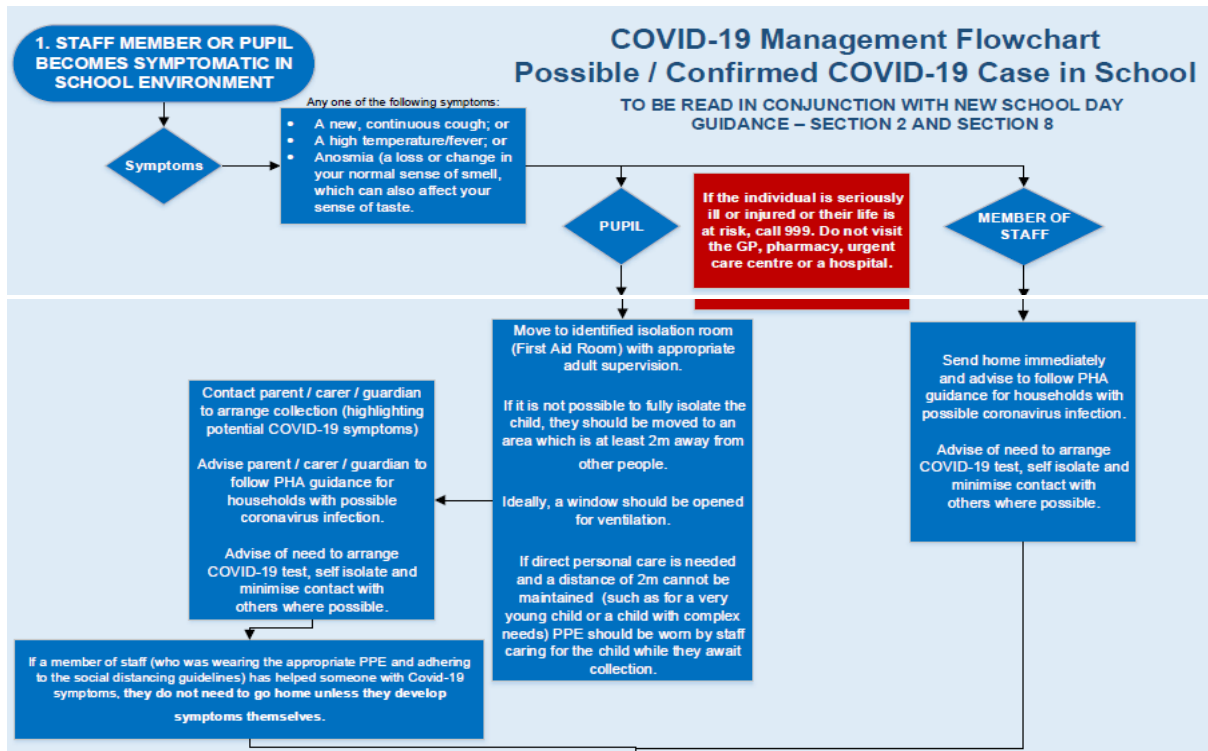 1. STAFF MEMBER OR PUPIL
BECOMES SYMPTOMATIC IN
SCHOOL ENVIRONMENT
COVID-19 Management Flowchart
Possible / Confirmed COVID-19 Case in School
TO BE READ IN CONJUNCTION WITH NEW SCHOOL DAY
GUIDANCE – SECTION 2 AND SECTION 8
Symptoms
Any one of the following symptoms:
• A new, continuous cough; or
• A high temperature/fever; or
• Anosmia (a loss or change in
your normal sense of smell,
which can also affect your
sense of taste.
PUPIL
If the individual is seriously
ill or injured or their life is
at risk, call 999. Do not visit
the GP, pharmacy, urgent
care centre or a hospital.
MEMBER OF
STAFF
Move to identified isolation room
(First Aid Room) with appropriate
adult supervision.
If it is not possible to fully isolate the
child, they should be moved to an
area which is at least 2m away from
other people.
Ideally, a window should be opened
for ventilation.
If direct personal care is needed
and a distance of 2m cannot be
maintained (such as for a very
young child or a child with complex
needs) PPE should be worn by staff
caring for the child while they await
collection.
Contact parent / carer / guardian
to arrange collection (highlighting
potential COVID-19 symptoms)
Advise parent / carer / guardian to
follow PHA guidance for
households with possible
coronavirus infection.
Advise of need to arrange
COVID-19 test, self isolate and
minimise contact with
others where possible.
If a member of staff (who was wearing the appropriate PPE and adhering
to the social distancing guidelines) has helped someone with Covid-19
symptoms, they do not need to go home unless they develop
symptoms themselves.
Send home immediately
and advise to follow PHA
guidance for households with
possible coronavirus infection.
Advise of need to arrange
COVID-19 test, self isolate and
minimise contact with
others where possible.